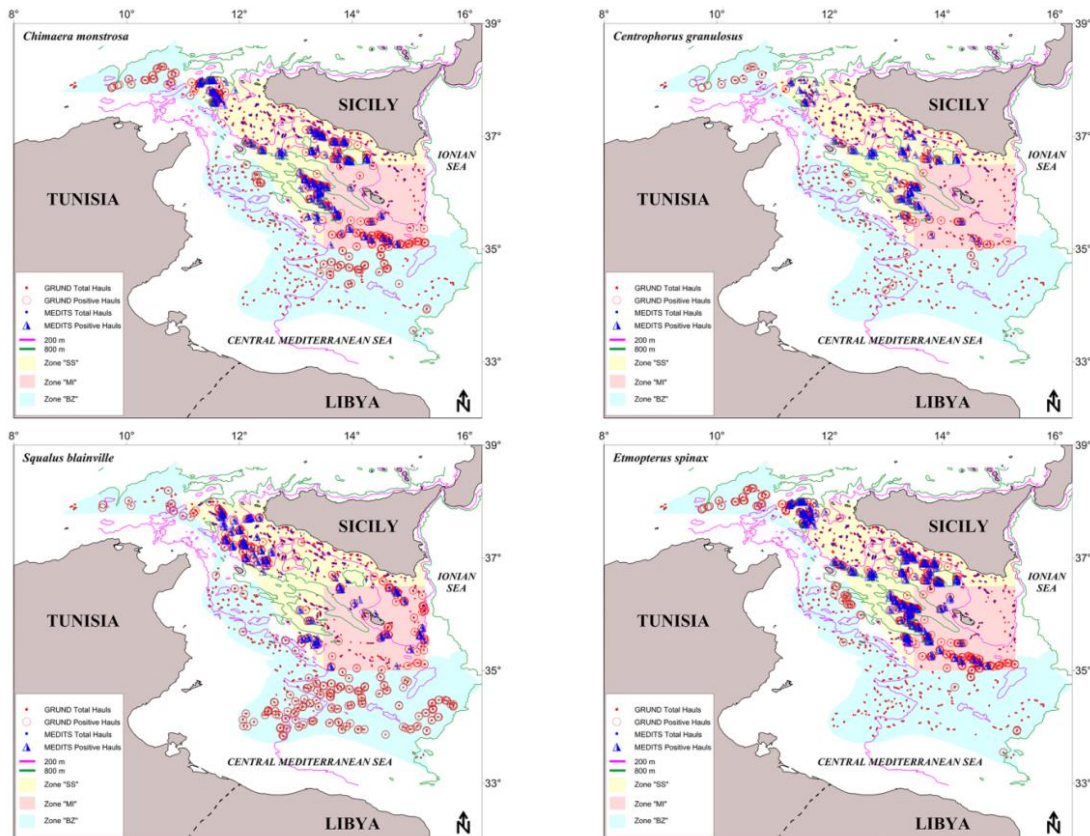 8° 10° 12° 14° 16°
39°
Chimaera monstrosa
SICILY
37°
IONIAN
SEA
TUNISIA
35°
GRUND Total Hauls
GRUND Positive Hauls
MEDITS Total Hauls
MEDITS Positive Hauls
200 m
800 m
Zone "SS"
Zone "MI"
Zone "BZ"
CENTRAL MEDITERRANEAN SEA
33°
LIBYA
N
8° 10° 12° 14° 16°
39°
Centrophorus granulosus
SICILY
37°
IONIAN
SEA
TUNISIA
35°
GRUND Total Hauls
GRUND Positive Hauls
MEDITS Total Hauls
MEDITS Positive Hauls
200 m
800 m
Zone "SS"
Zone "MI"
Zone "BZ"
CENTRAL MEDITERRANEAN SEA
33°
LIBYA
N
8° 10° 12° 14° 16°
39°
Squalus blainville
SICILY
37°
IONIAN
SEA
TUNISIA
35°
GRUND Total Hauls
GRUND Positive Hauls
MEDITS Total Hauls
MEDITS Positive Hauls
200 m
800 m
Zone "SS"
Zone "MI"
Zone "BZ"
CENTRAL MEDITERRANEAN SEA
33°
LIBYA
N
8° 10° 12° 14° 16°
39°
Etmopterus spinax
SICILY
37°
IONIAN
SEA
TUNISIA
35°
GRUND Total Hauls
GRUND Positive Hauls
MEDITS Total Hauls
MEDITS Positive Hauls
200 m
800 m
Zone "SS"
Zone "MI"
Zone "BZ"
CENTRAL MEDITERRANEAN SEA
33°
LIBYA
N